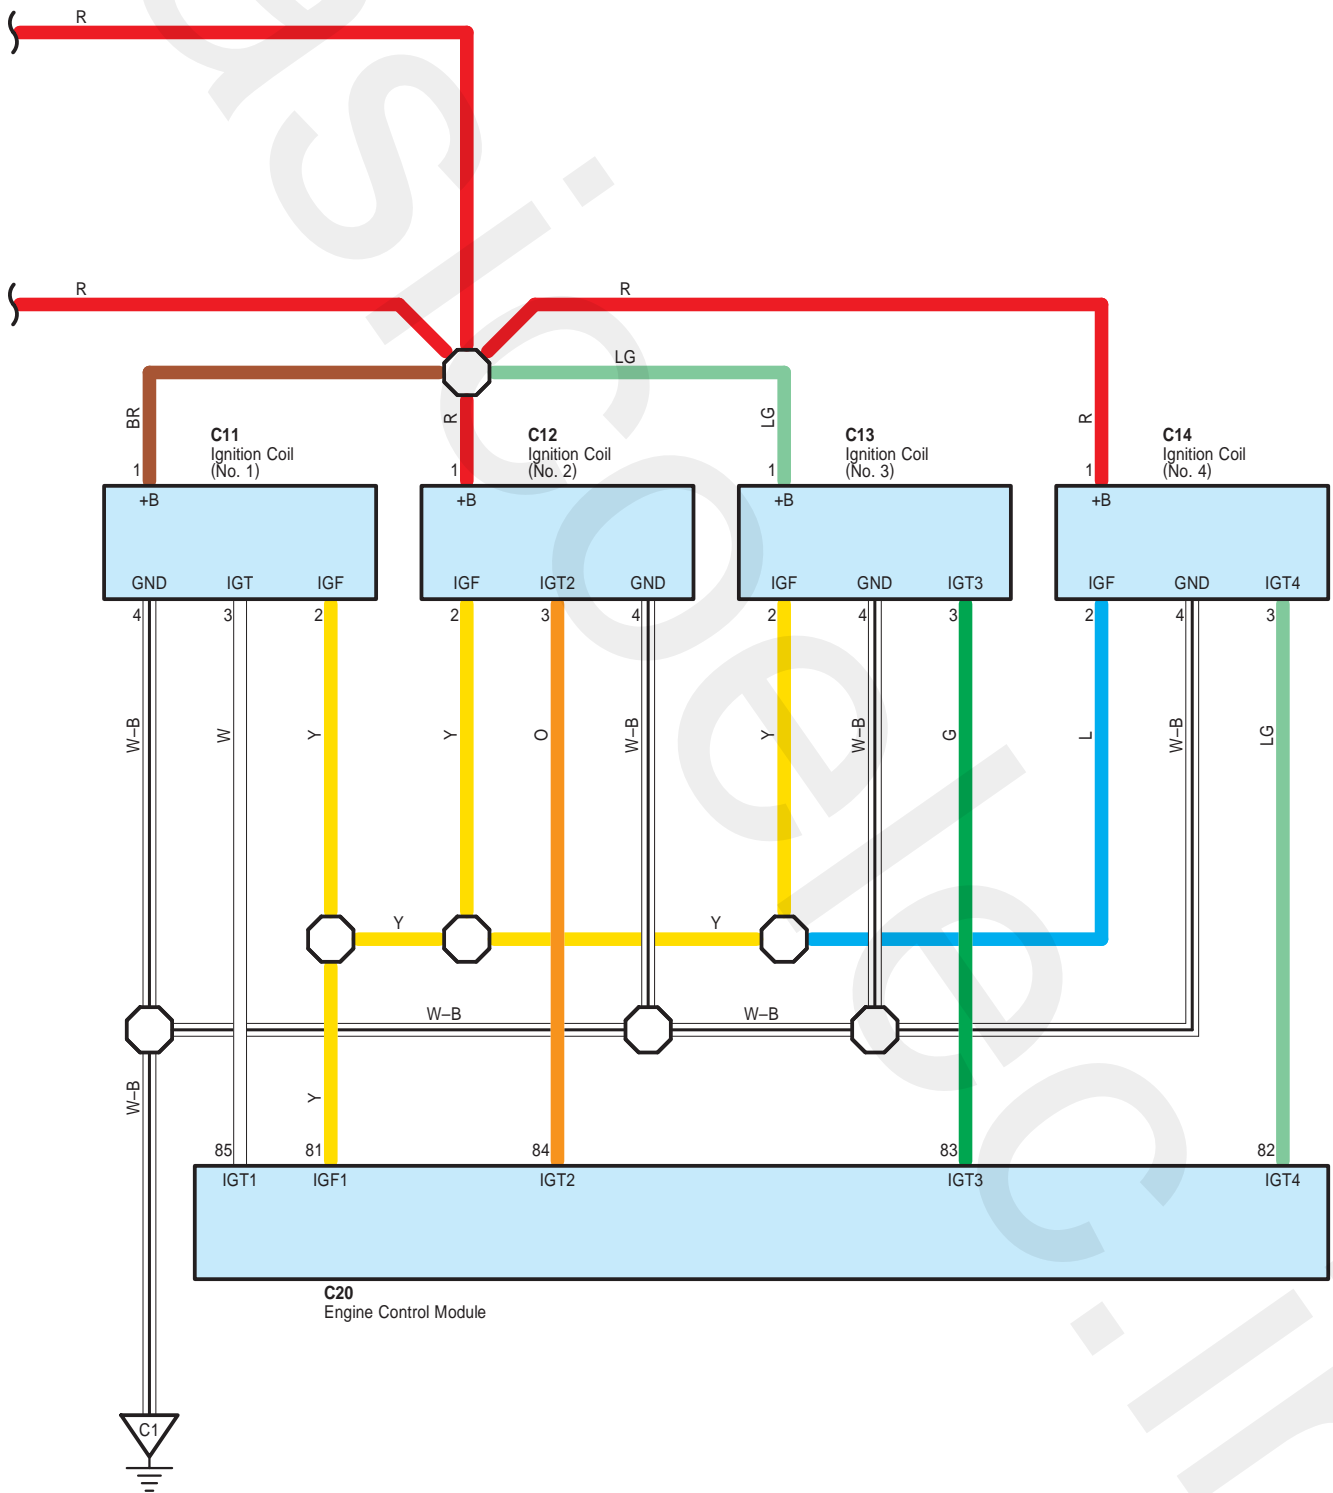 R
R
R
LG
BR
R
LG
R
C11
Ignition Coil
(No. 1)
C12
Ignition Coil
(No. 2)
C13
Ignition Coil
(No. 3)
C14
Ignition Coil
(No. 4)
1
1
1
1
+B
+B
+B
+B
GND IGT IGF
IGF IGT2 GND
IGF GND IGT3
IGF GND IGT4
4 3 2
2 3 4
2 4 3
2 4 3
W–B W Y
Y O W–B
Y W–B G
L W–B LG
Y
Y
W–B
W–B
W–B
Y
85 81 84 83 82
IGT1 IGF1 IGT2 IGT3 IGT4
C20
Engine Control Module
C1